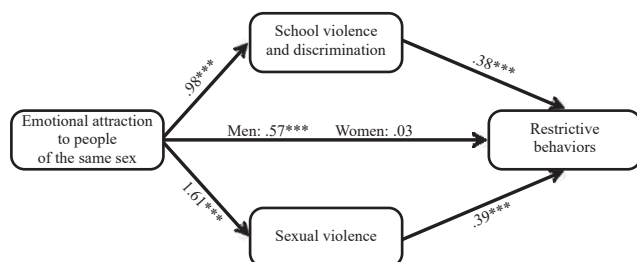 School violence
and discrimination
.98***
.38***
Emotional attraction
to people
of the same sex
Men: .57*** Women: .03
Restrictive
behaviors
1.61***
.39***
Sexual violence